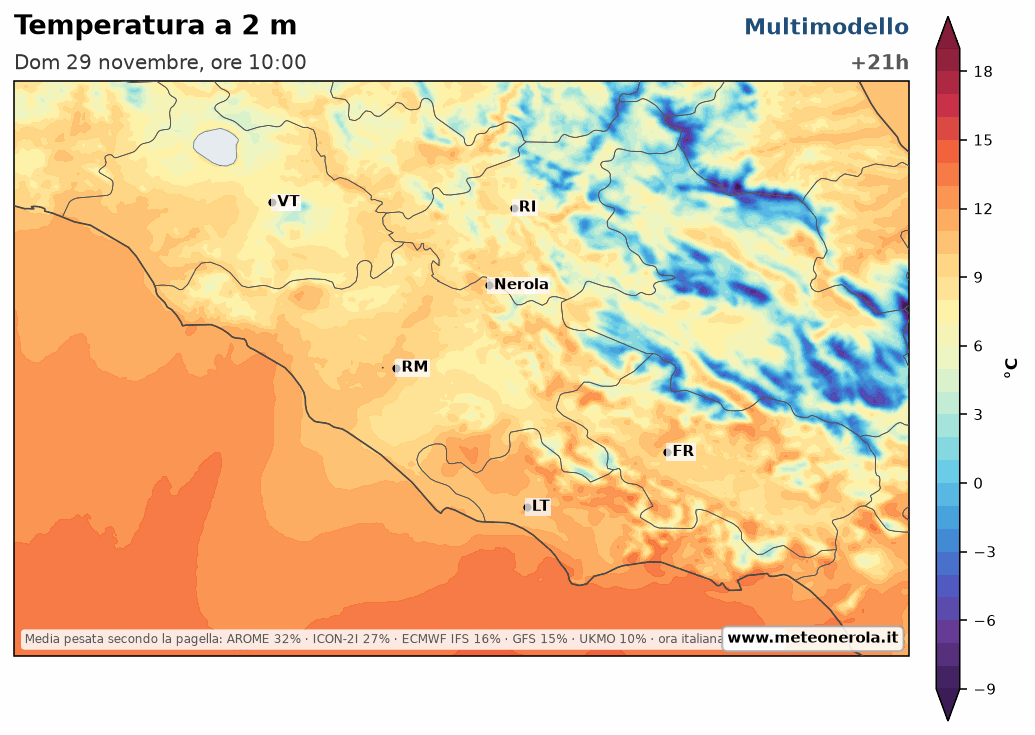 Temperatura a 2 m
Multimodello
Dom 29 novembre, ore 10:00
+21h
VT
RI
Nerola
RM
FR
LT
18
15
12
9
6
3
0
−3
−6
−9
°C
Media pesata secondo la pagella: AROME 32% · ICON-2I 27% · ECMWF IFS 16% · GFS 15% · UKMO 10% · ora italiana
www.meteonerola.it